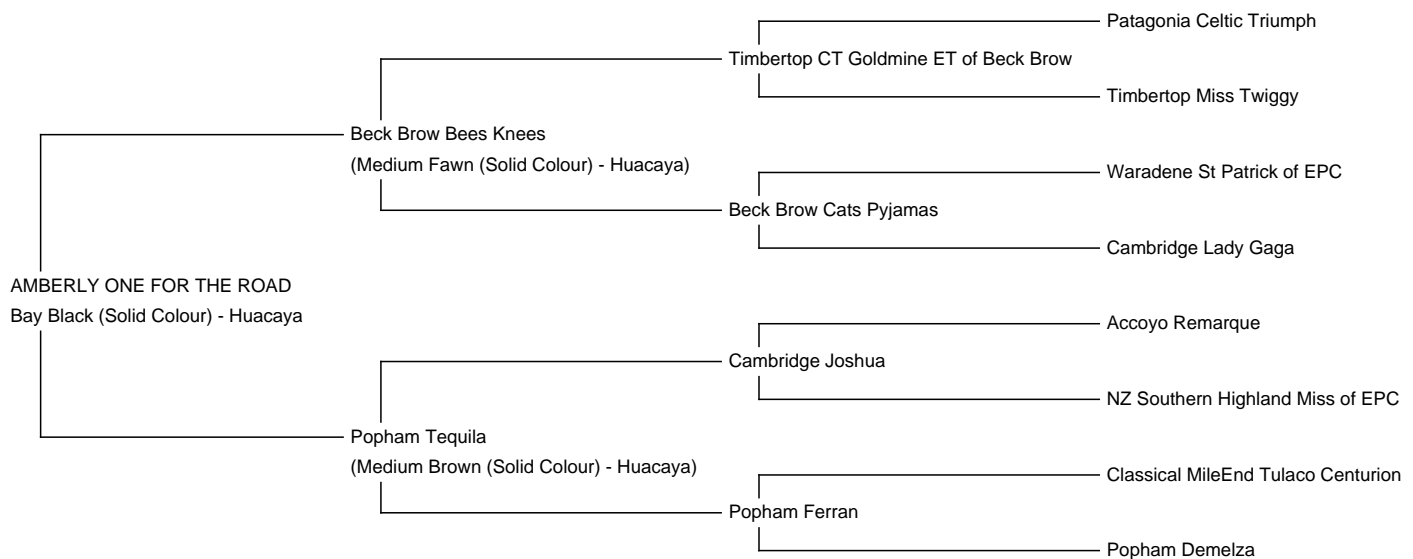 Patagonia Celtic Triumph
Timbertop CT Goldmine ET of Beck Brow
Timbertop Miss Twiggy
Beck Brow Bees Knees
(Medium Fawn (Solid Colour) - Huacaya)
Waradene St Patrick of EPC
Beck Brow Cats Pyjamas
Cambridge Lady Gaga
AMBERLY ONE FOR THE ROAD
Bay Black (Solid Colour) - Huacaya
Accoyo Remarque
Cambridge Joshua
NZ Southern Highland Miss of EPC
Popham Tequila
(Medium Brown (Solid Colour) - Huacaya)
Classical MileEnd Tulaco Centurion
Popham Ferran
Popham Demelza